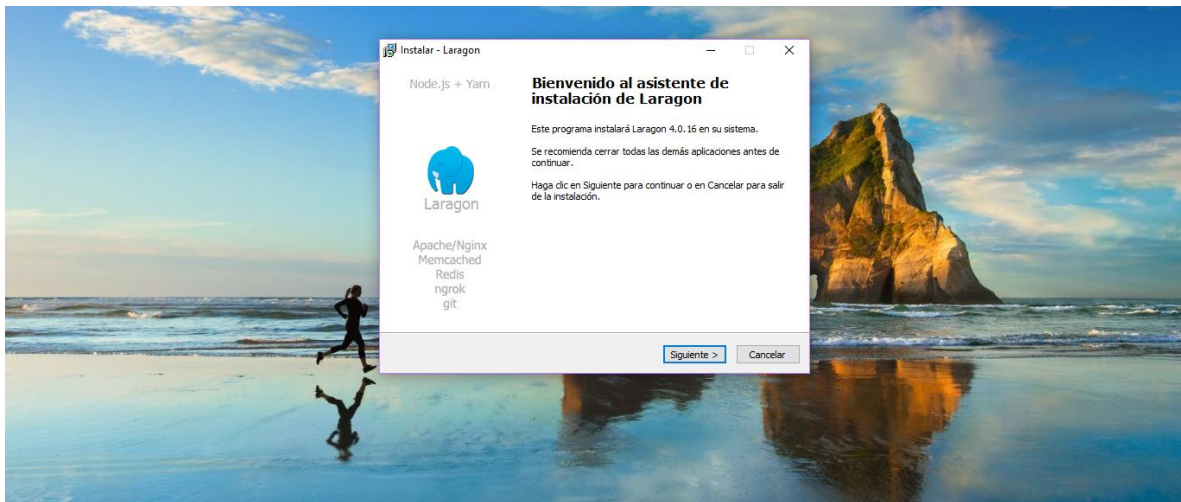 Instalar - Laragon
Node.js + Yarn
Laragon
Apache/Nginx
Memcached
Redis
ngrok
git
Bienvenido al asistente de
instalación de Laragon
Este programa instalará Laragon 4.0.16 en su sistema.
Se recomienda cerrar todas las demás aplicaciones antes de
continuar.
Haga clic en Siguiente para continuar o en Cancelar para salir
de la instalación.
Siguiente >
Cancelar